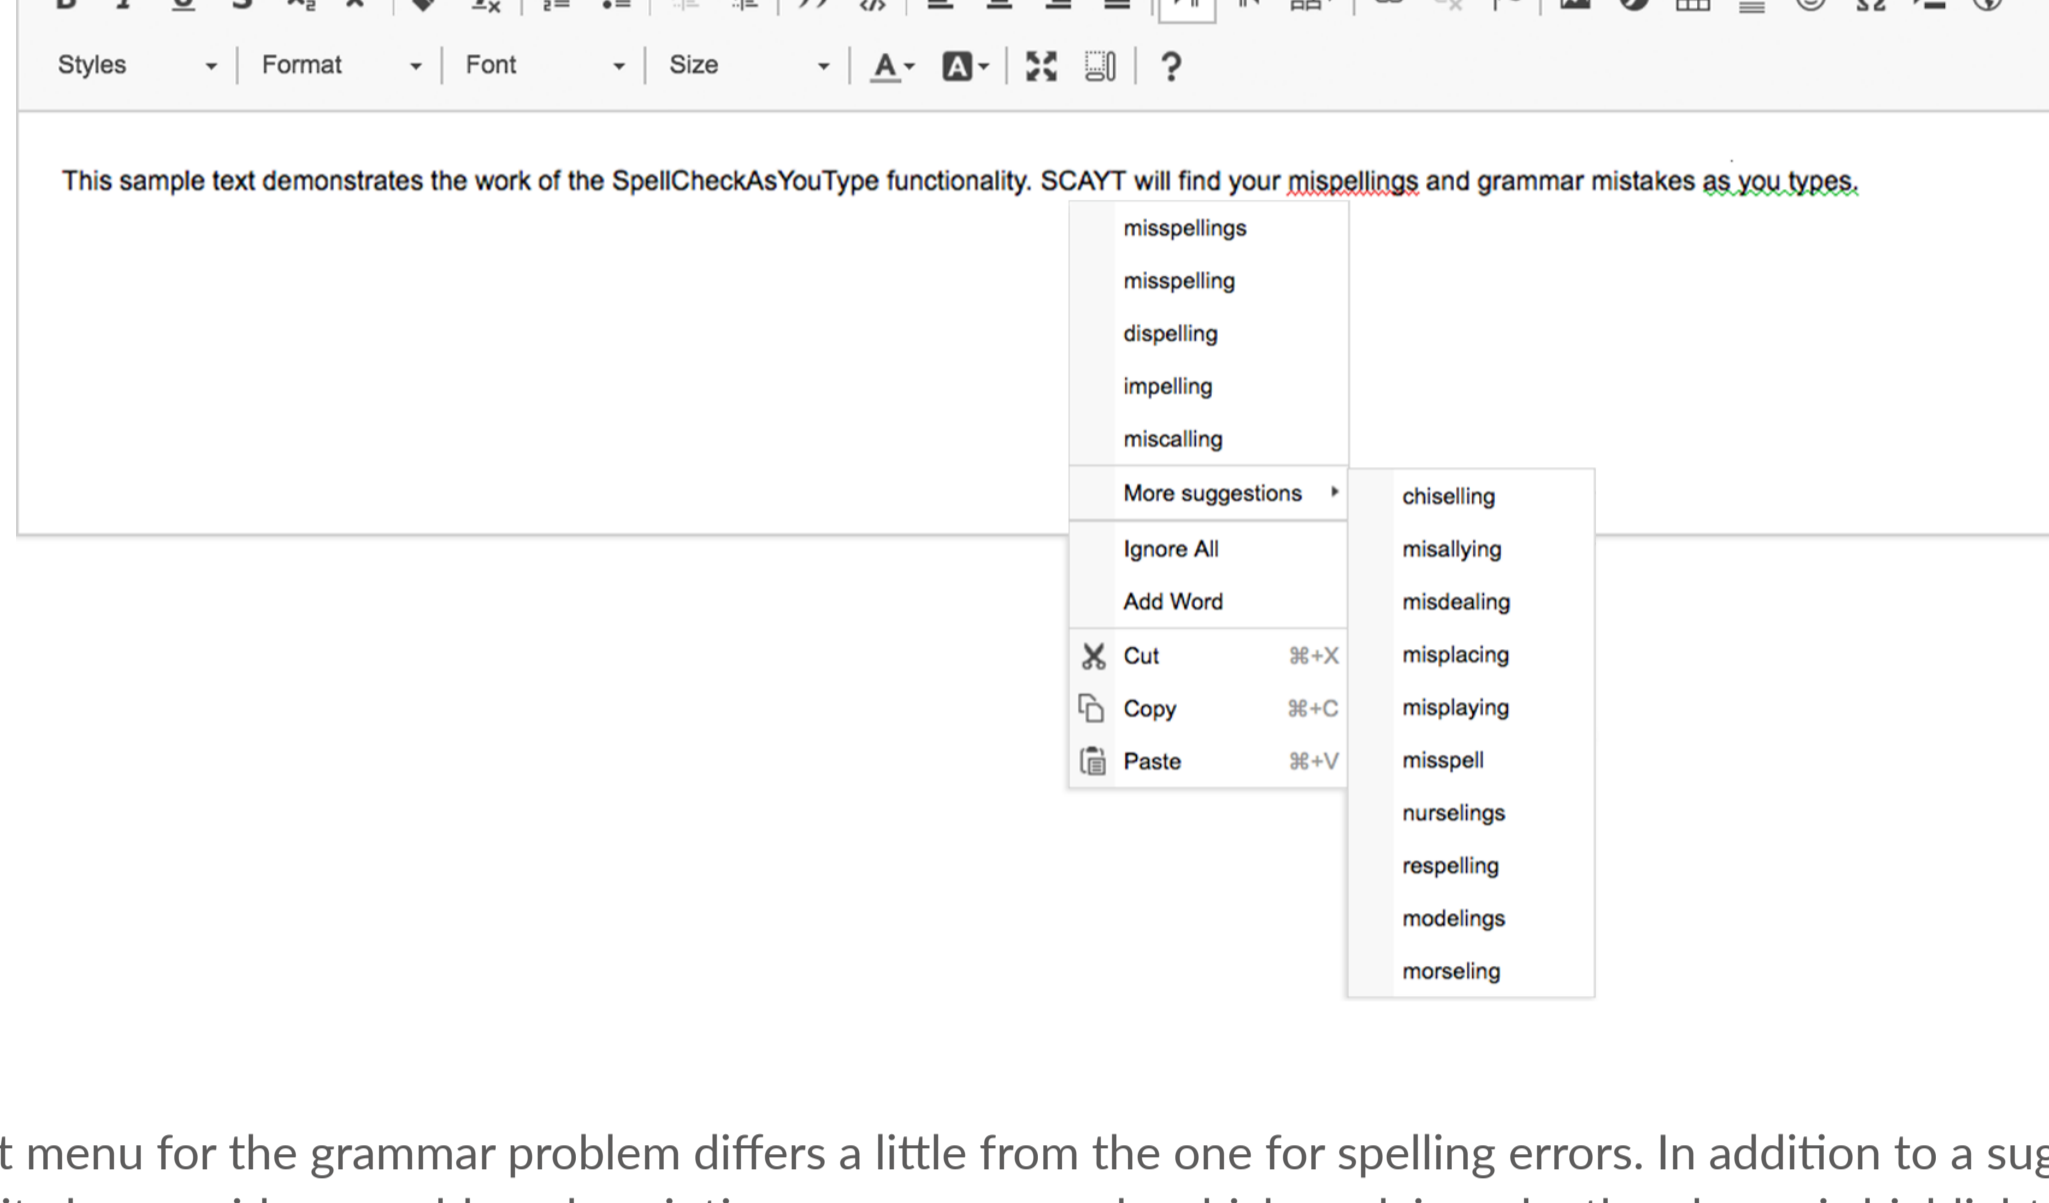 Styles Format Font Size A A ?
This sample text demonstrates the work of the SpellCheckAsYouType functionality. SCAYT will find your mispellings and grammar mistakes as you types.
misspellings
misspelling
dispelling
impelling
miscalling
More suggestions
Ignore All
Add Word
Cut ⌘+X
Copy ⌘+C
Paste ⌘+V
chiselling
misallying
misdealing
misplacing
misplaying
misspell
nurselings
respelling
modelings
morseling
t menu for the grammar problem differs a little from the one for spelling errors. In addition to a sug